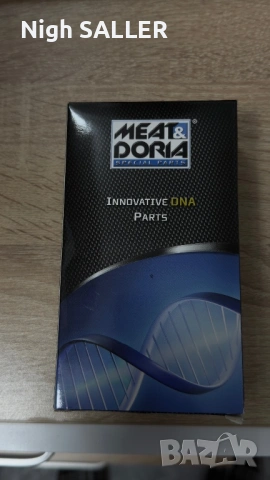 Nigh SALLER
MEAT&
DORIA®
SPECIAL PARTS
INNOVATIVE DNA
PARTS
BAZAR